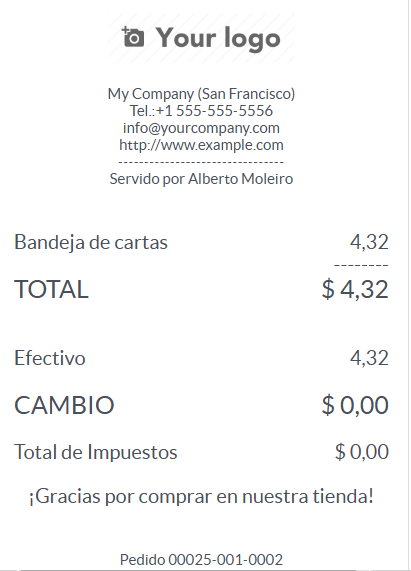 Your logo
My Company (San Francisco)
Tel.:+1 555-555-5556
info@yourcompany.com
http://www.example.com
--------------------------------
Servido por Alberto Moleiro
Bandeja de cartas 4,32
--------
TOTAL $ 4,32
Efectivo 4,32
CAMBIO $ 0,00
Total de Impuestos $ 0,00
¡Gracias por comprar en nuestra tienda!
Pedido 00025-001-0002